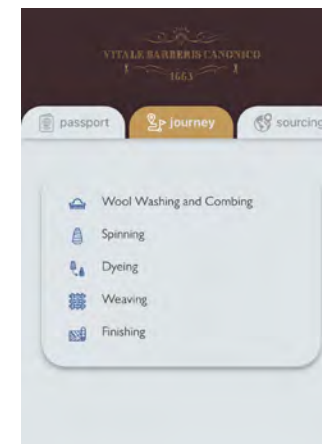 VITALE BARBERIS CANONICO
1663
passport
journey
sourcing
Wool Washing and Combing
Spinning
Dyeing
Weaving
Finishing